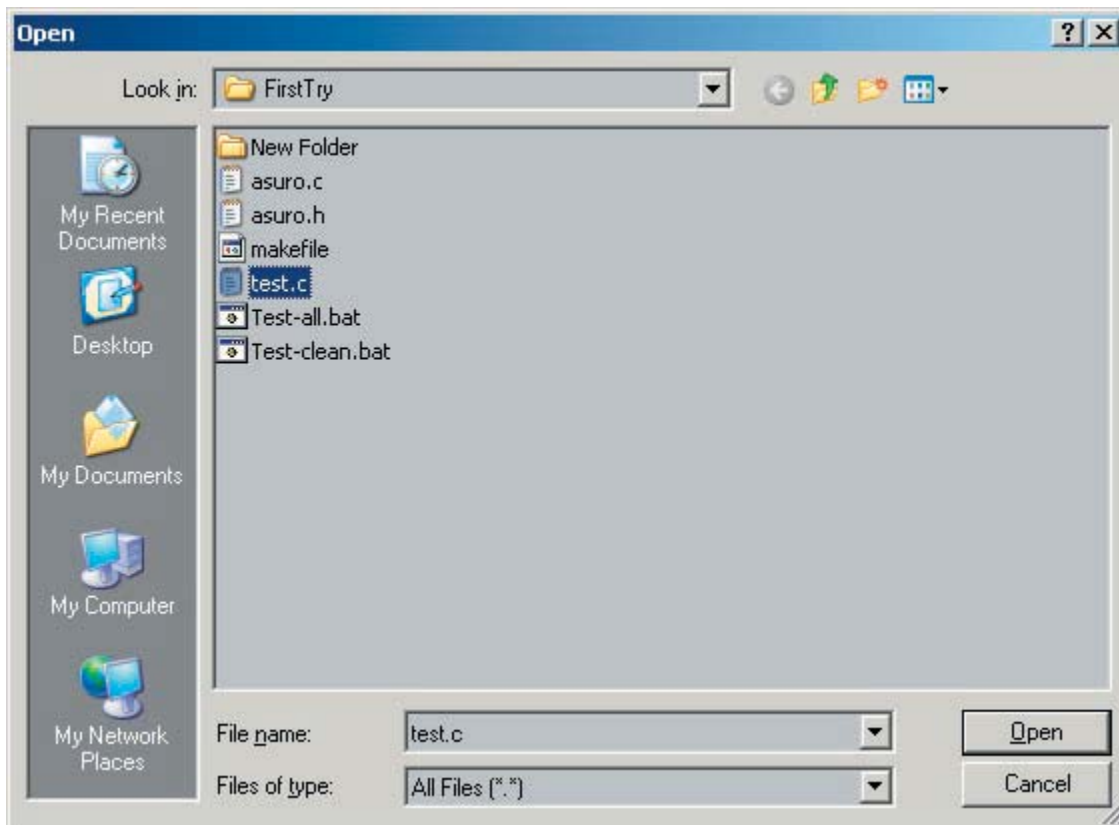 Open
Look in: FirstTry
My Recent Documents
Desktop
My Documents
My Computer
My Network Places
New Folder
asuro.c
asuro.h
makefile
test.c
Test-all.bat
Test-clean.bat
File name: test.c
Open
Files of type: All Files (*.*)
Cancel